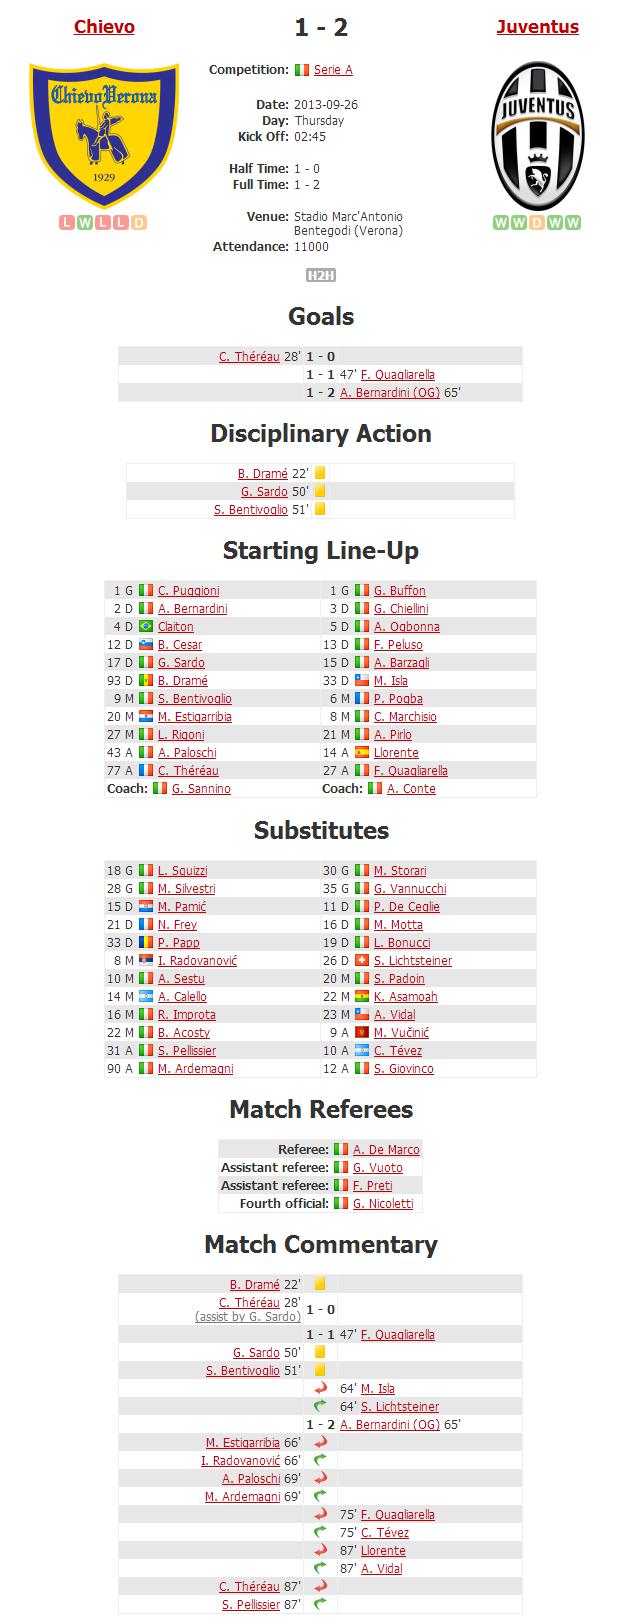 Chievo 1 - 2 Juventus
Competition: Serie A
ChievoVerona
1929
JUVENTUS
Date: 2013-09-26
Day: Thursday
Kick Off: 02:45
Half Time: 1 - 0
Full Time: 1 - 2
Venue: Stadio Marc'Antonio
Bentegodi (Verona)
Attendance: 11000
L W L L D
W W D W W
H2H
Goals
C. Théréau 28' 1 - 0
1 - 1 47' F. Quagliarella
1 - 2 A. Bernardini (OG) 65'
Disciplinary Action
B. Dramé 22'
G. Sardo 50'
S. Bentivoglio 51'
Starting Line-Up
1 G C. Puggioni 1 G G. Buffon
2 D A. Bernardini 3 D G. Chiellini
4 D Claiton 5 D A. Ogbonna
12 D B. Cesar 13 D F. Peluso
17 D G. Sardo 15 D A. Barzagli
93 D B. Dramé 33 D M. Isla
9 M S. Bentivoglio 6 M P. Pogba
20 M M. Estigarribia 8 M C. Marchisio
27 M L. Rigoni 21 M A. Pirlo
43 A A. Paloschi 14 A Llorente
77 A C. Théréau 27 A F. Quagliarella
Coach: G. Sannino Coach: A. Conte
Substitutes
18 G L. Squizzi 30 G M. Storari
28 G M. Silvestri 35 G G. Vannucchi
15 D M. Pamić 11 D P. De Ceglie
21 D N. Frey 16 D M. Motta
33 D P. Papp 19 D L. Bonucci
8 M I. Radovanović 26 D S. Lichtsteiner
10 M A. Sestu 20 M S. Padoin
14 M A. Calello 22 M K. Asamoah
16 M R. Improta 23 M A. Vidal
22 M B. Acosty 9 A M. Vučinić
31 A S. Pellissier 10 A C. Tévez
90 A M. Ardemagni 12 A S. Giovinco
Match Referees
Referee: A. De Marco
Assistant referee: G. Vuoto
Assistant referee: F. Preti
Fourth official: G. Nicoletti
Match Commentary
B. Dramé 22'
C. Théréau 28' 1 - 0
(assist by G. Sardo)
1 - 1 47' F. Quagliarella
G. Sardo 50'
S. Bentivoglio 51'
64' M. Isla
64' S. Lichtsteiner
1 - 2 A. Bernardini (OG) 65'
M. Estigarribia 66'
I. Radovanović 66'
A. Paloschi 69'
M. Ardemagni 69'
75' F. Quagliarella
75' C. Tévez
87' Llorente
87' A. Vidal
C. Théréau 87'
S. Pellissier 87'